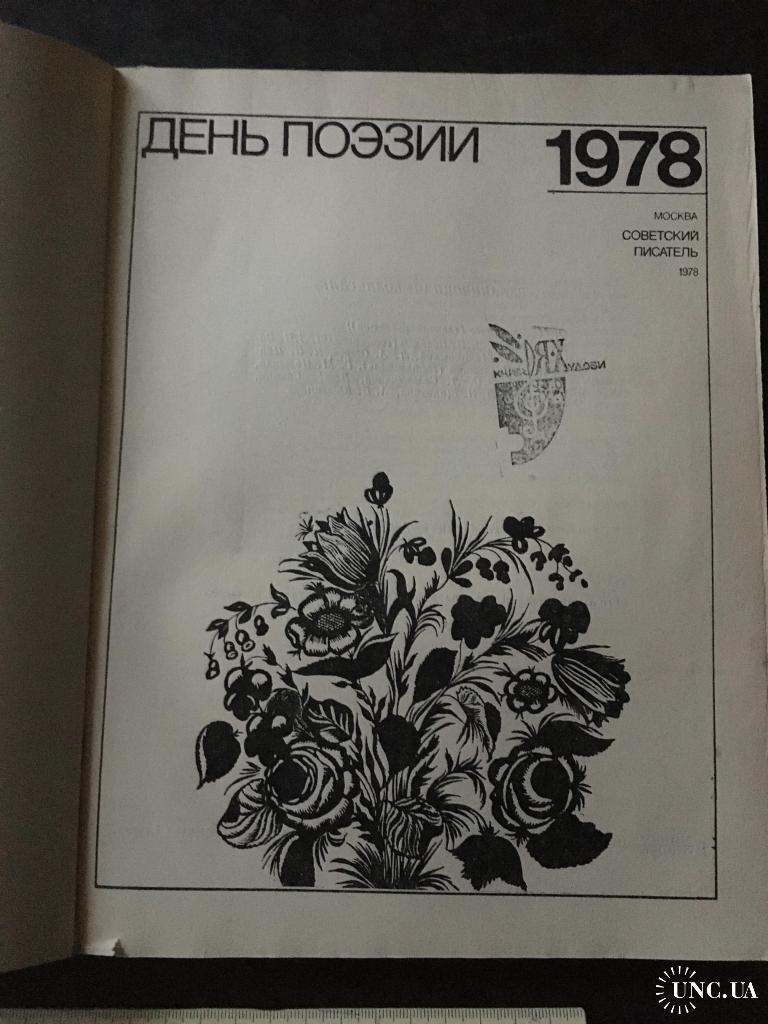 ДЕНЬ ПОЭЗИИ 1978
МОСКВА
СОВЕТСКИЙ
ПИСАТЕЛЬ
1978
UNC.UA